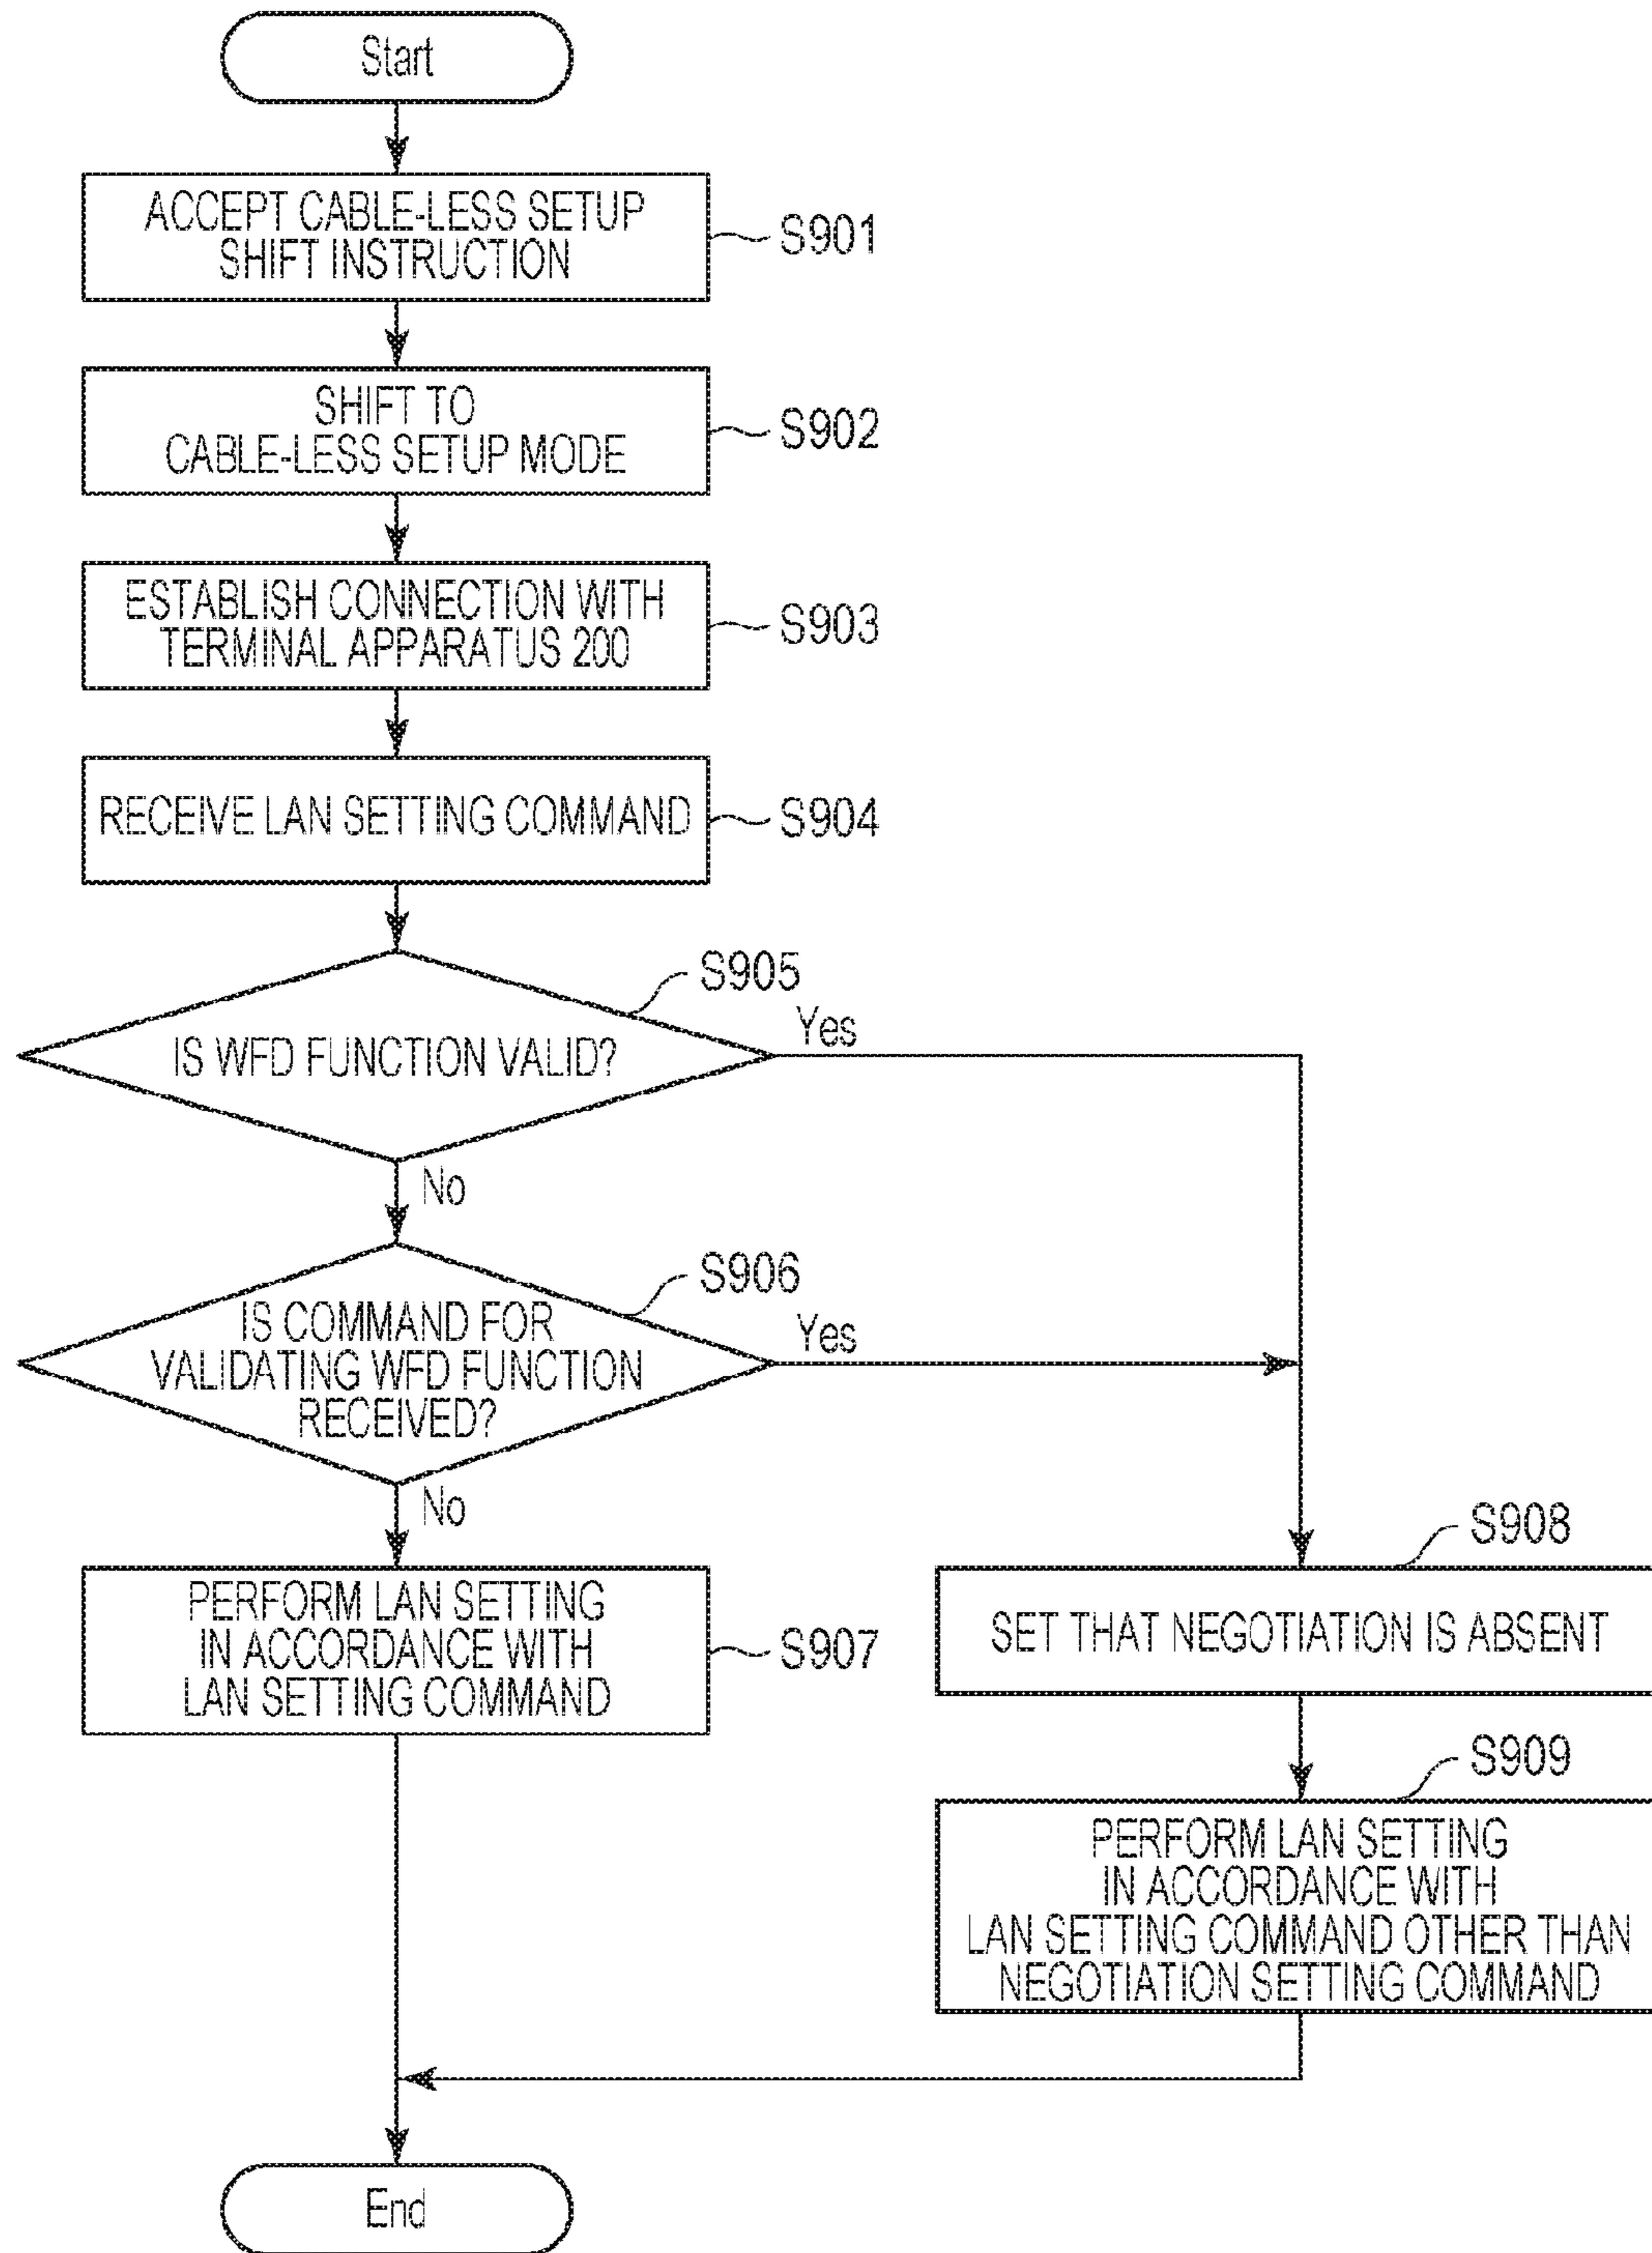 Start
ACCEPT CABLE-LESS SETUP
SHIFT INSTRUCTION
S901
SHIFT TO
CABLE-LESS SETUP MODE
S902
ESTABLISH CONNECTION WITH
TERMINAL APPARATUS 200
S903
RECEIVE LAN SETTING COMMAND
S904
S905
IS WFD FUNCTION VALID?
Yes
No
S906
IS COMMAND FOR
VALIDATING WFD FUNCTION
RECEIVED?
Yes
No
PERFORM LAN SETTING
IN ACCORDANCE WITH
LAN SETTING COMMAND
S907
S908
SET THAT NEGOTIATION IS ABSENT
S909
PERFORM LAN SETTING
IN ACCORDANCE WITH
LAN SETTING COMMAND OTHER THAN
NEGOTIATION SETTING COMMAND
End